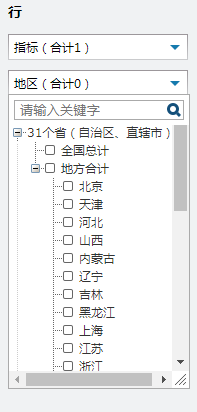 行
指标（合计1）
地区（合计0）
请输入关键字
31个省（自治区、直辖市）
全国总计
地方合计
北京
天津
河北
山西
内蒙古
辽宁
吉林
黑龙江
上海
江苏
浙江